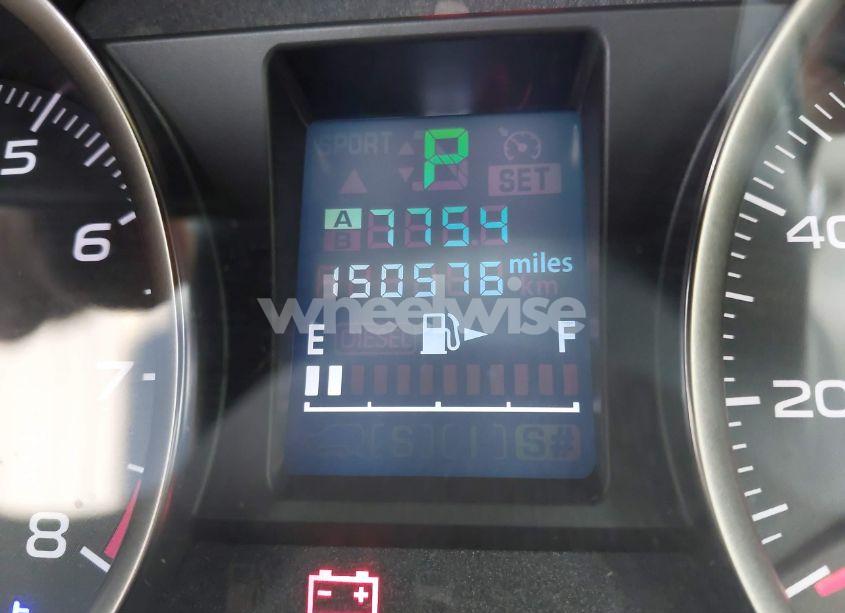 SPORT P
SET
A 7754
B
150576 miles
km
wheelwise
DIESEL
E F
[S] [I] S#
5
6
7
8
40
20